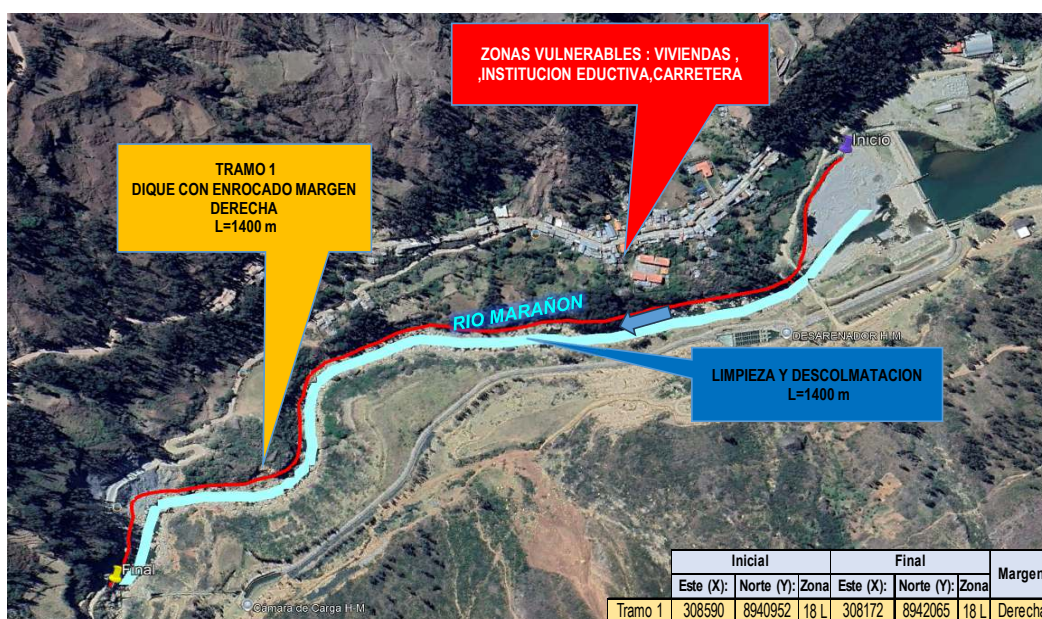 ZONAS VULNERABLES : VIVIENDAS ,
,INSTITUCION EDUCTIVA,CARRETERA
Inicio
TRAMO 1
DIQUE CON ENROCADO MARGEN
DERECHA
L=1400 m
RIO MARAÑON
DESARENADOR H-M
LIMPIEZA Y DESCOLMATACION
L=1400 m
Final
Cámara de Carga H-M
Inicial Final Margen
Este (X): Norte (Y): Zona Este (X): Norte (Y): Zona
Tramo 1 308590 8940952 18 L 308172 8942065 18 L Derecha